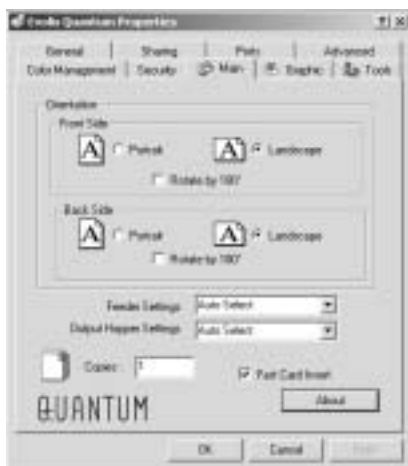 Evolis Quantum Properties
General Sharing Ports Advanced
Color Management Security Main Graphic Tools
Orientation
Front Side
A Portrait A Landscape
Rotate by 180°
Back Side
A Portrait A Landscape
Rotate by 180°
Feeder Settings Auto Select
Output Hopper Settings Auto Select
Copies : 1
Fast Card Insert
QUANTUM
About
OK Cancel Apply